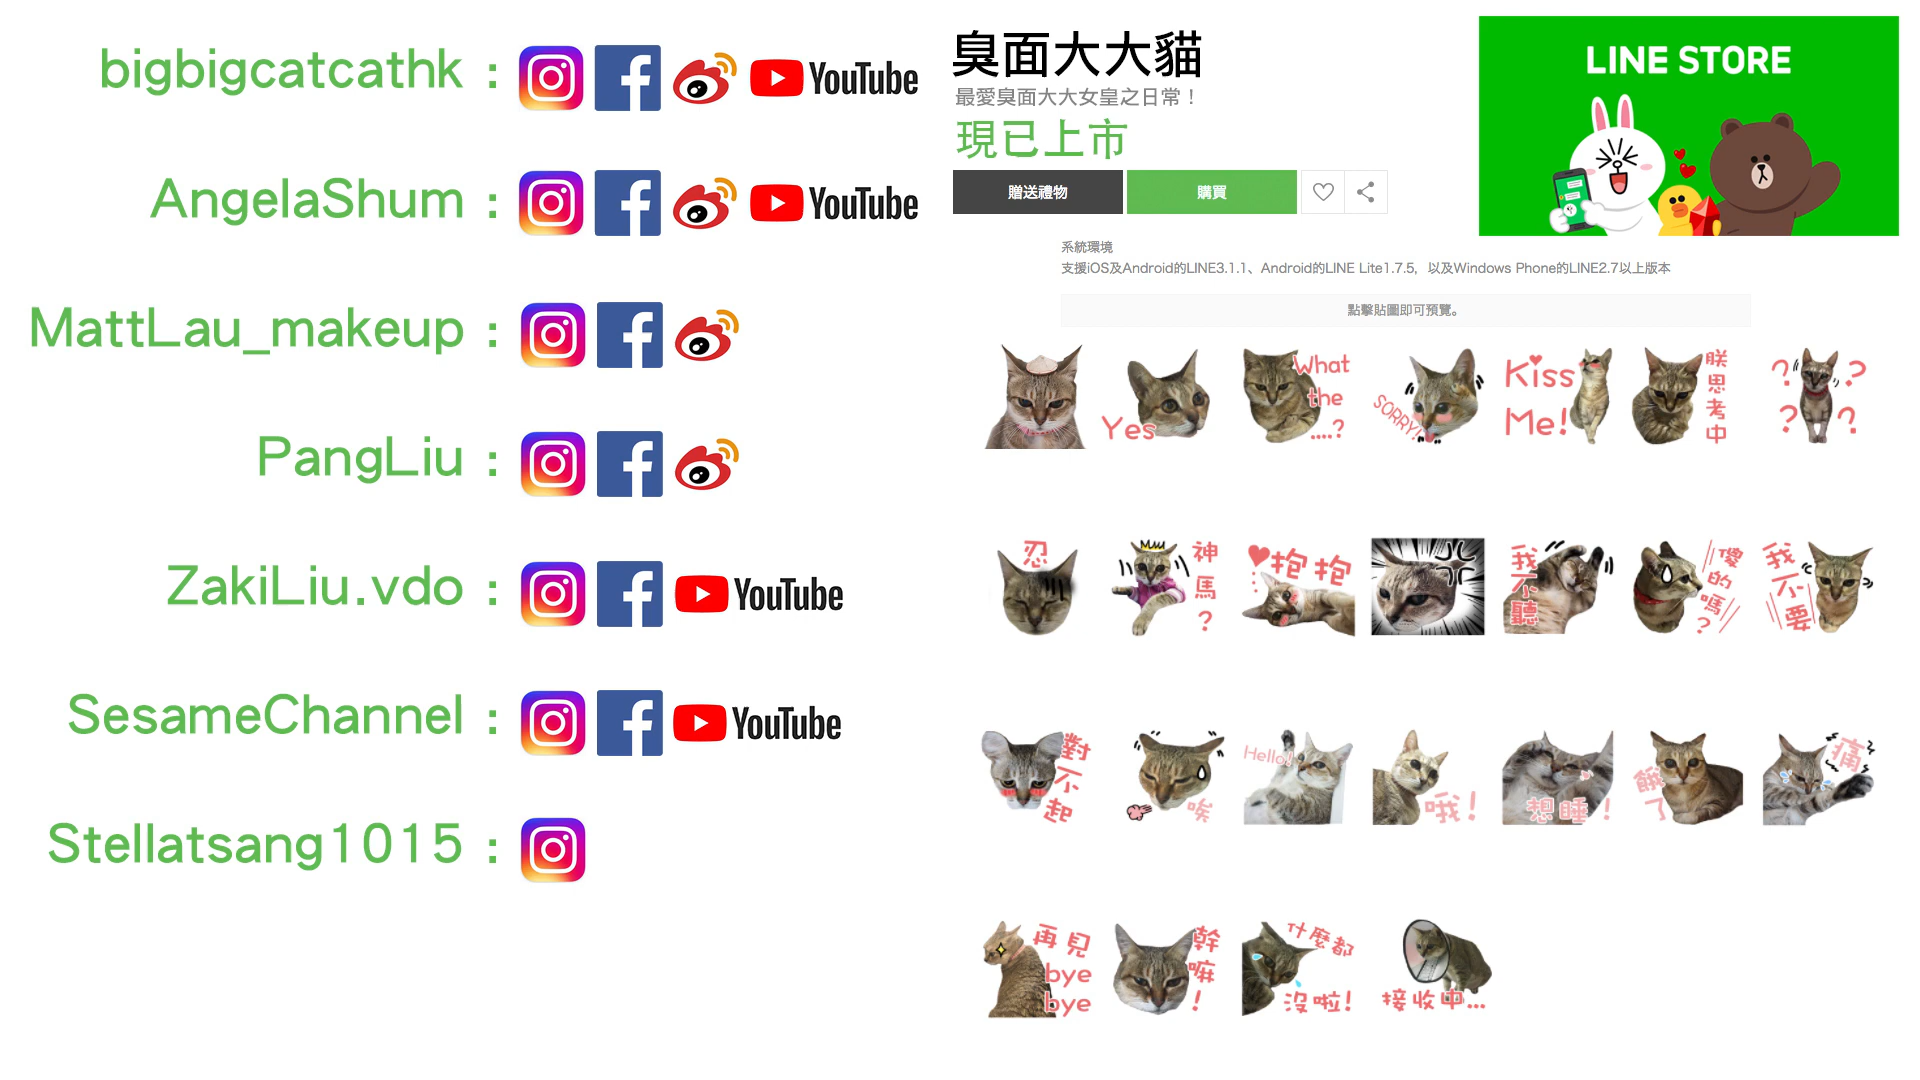 bigbigcatcathk :
YouTube
AngelaShum :
YouTube
MattLau_makeup :
PangLiu :
ZakiLiu.vdo :
YouTube
SesameChannel :
YouTube
Stellatsang1015 :
臭面大大貓
最愛臭面大大女皇之日常！
現已上市
贈送禮物
購買
LINE STORE
系統環境
支援iOS及Android的LINE3.1.1、Android的LINE Lite1.7.5，以及Windows Phone的LINE2.7以上版本
點擊貼圖即可預覽。
Yes
What
the
....?
SORRY!
Kiss
Me!
朕思考中
? ?
? ?
忍
神馬?
抱抱
我不聽
傻的嗎?
我不要
對不起
唉
Hello!
哦!
想睡!
餓了
痛
再見
bye
bye
幹嘛!
什麼都
沒啦!
接收中...